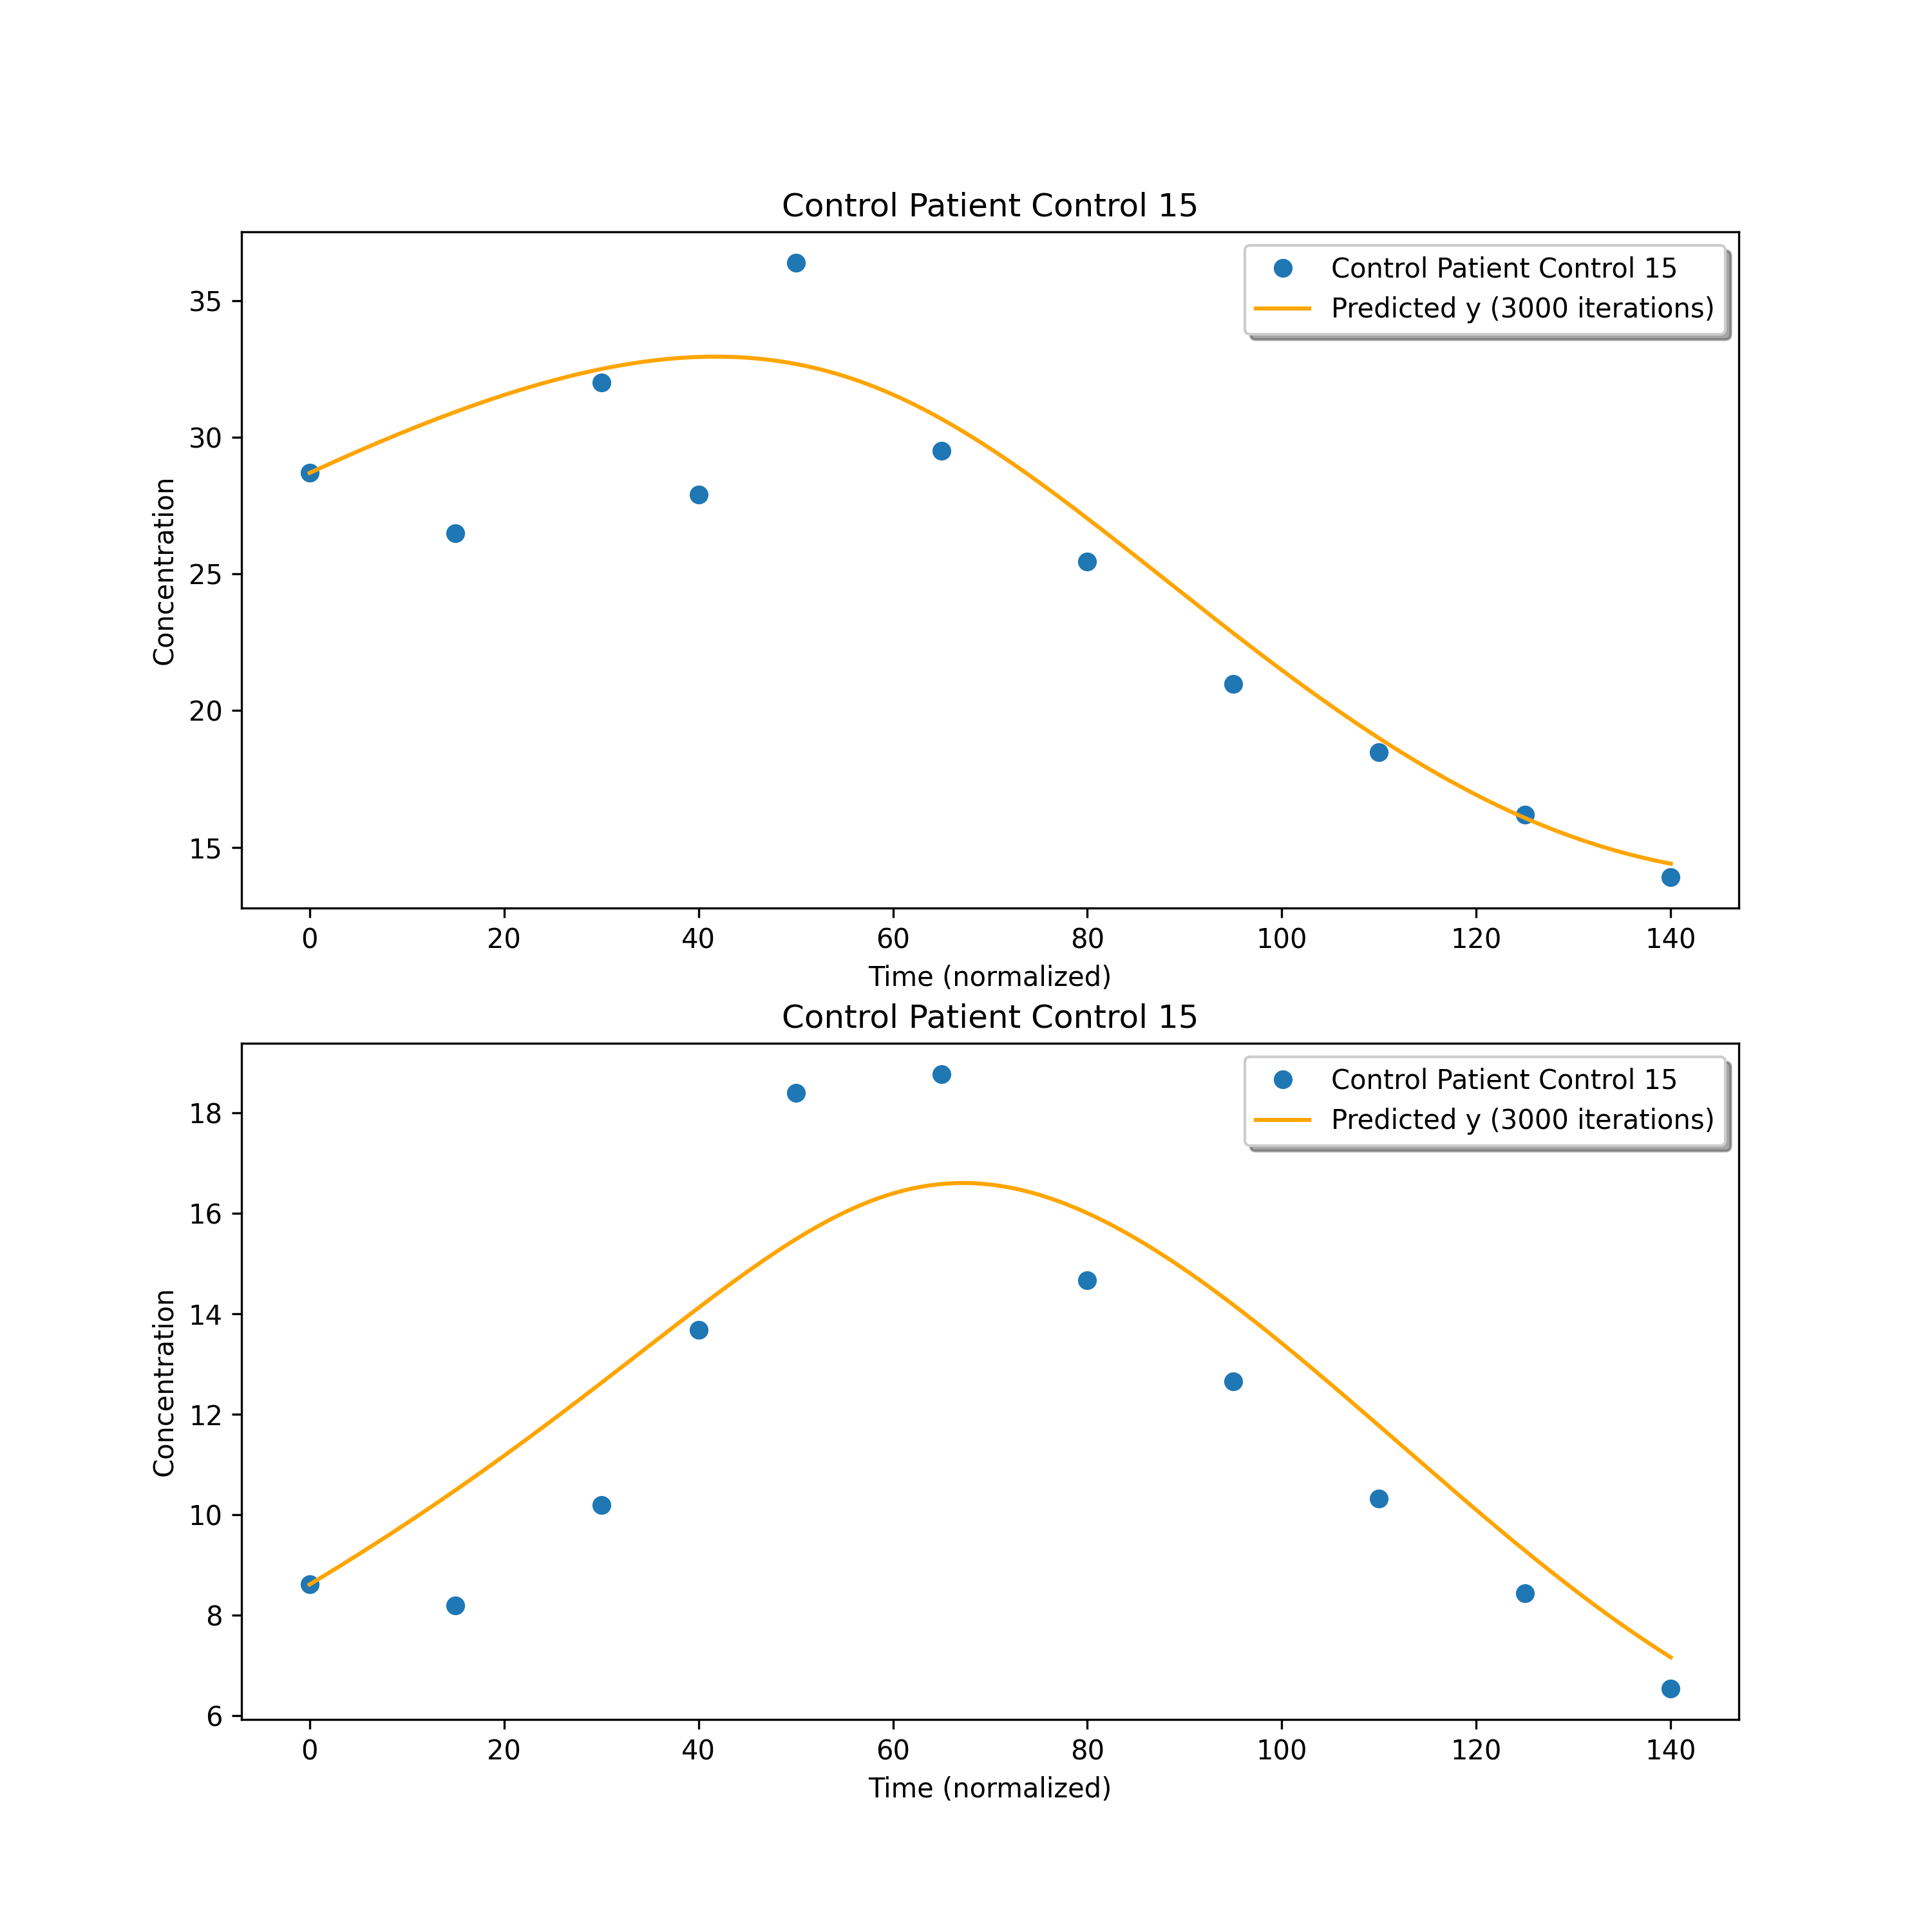 Control Patient Control 15
Control Patient Control 15
Predicted y (3000 iterations)
35
30
25
20
15
Concentration
0 20 40 60 80 100 120 140
Time (normalized)
Control Patient Control 15
Control Patient Control 15
Predicted y (3000 iterations)
18
16
14
12
10
8
6
Concentration
0 20 40 60 80 100 120 140
Time (normalized)